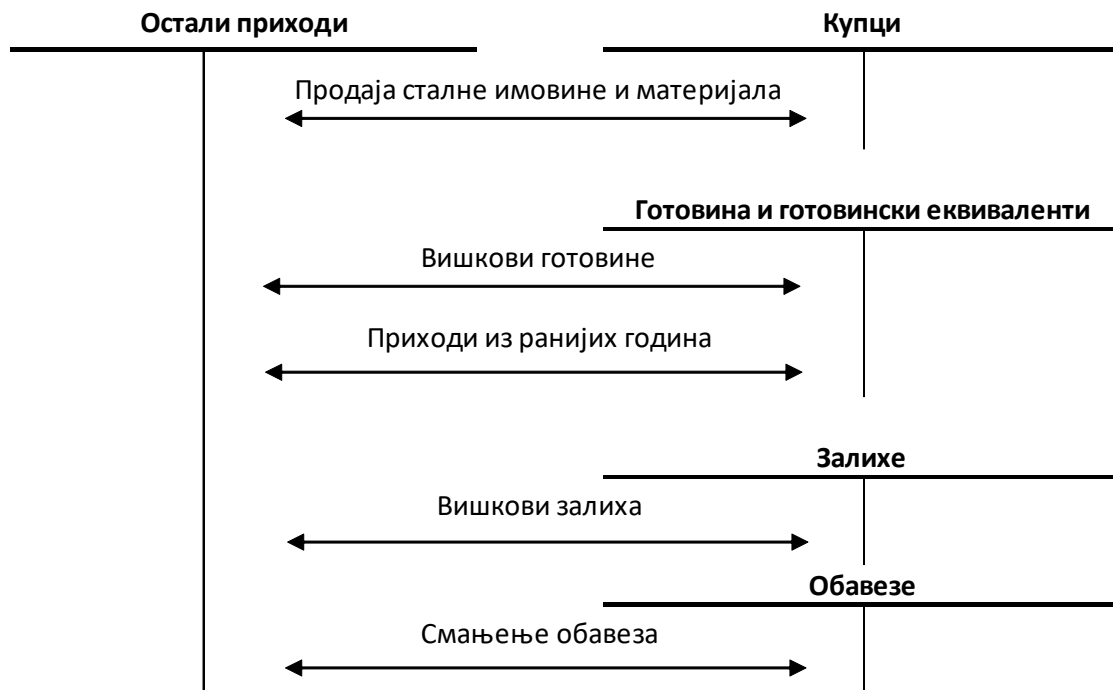 Остали приходи
Купци
Продаја сталне имовине и материјала
Готовина и готовински еквиваленти
Вишкови готовине
Приходи из ранијих година
Залихе
Вишкови залиха
Обавезе
Смањење обавеза